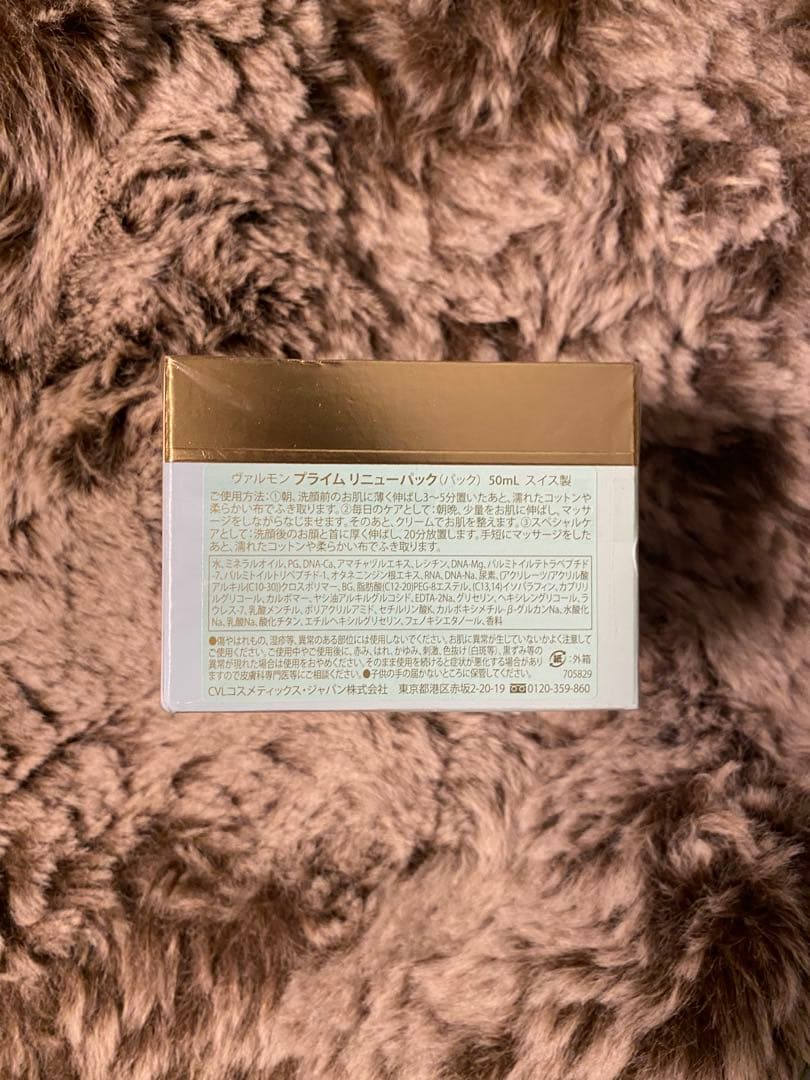 ヴァルモン プライム リニューパック(パック) 50mL スイス製
ご使用方法:①朝、洗顔前のお肌に薄く伸ばし3~5分置いたあと、濡れたコットンや
柔らかい布でふき取ります。②毎日のケアとして:朝晩、少量をお肌に伸ばし、マッ
サージをしながらなじませます。そのあと、クリームでお肌を整えます。③スペシャルケ
アとして:洗顔後のお顔と首に厚く伸ばし、20分放置します。手短にマッサージをした
あと、濡れたコットンや柔らかい布でふき取ります。
水、ミネラルオイル、PG、DNA-Ca、アマチャヅルエキス、レシチン、DNA-Mg、パルミトイルテトラペプチド
-7、パルミトイルトリペプチド-1、オタネニンジン根エキス、RNA、DNA-Na、尿素、(アクリレーツ/アクリル酸
アルキル(C10-30))クロスポリマー、BG、脂肪酸(C12-20)PEG-8エステル、(C13,14)イソパラフィン、カプリリ
ルグリコール、カルボマー、ヤシ油アルキルグルコシド、EDTA-2Na、グリセリン、ヘキシレングリコール、ラ
ウレス-7、乳酸メンチル、ポリアクリルアミド、セチルリン酸K、カルボキシメチル-β-グルカンNa、水酸化
Na、乳酸Na、酸化チタン、エチルヘキシルグリセリン、フェノキシエタノール、香料
●傷やはれもの、湿疹等、異常のある部位には使用しないでください。お肌に異常が生じていないかよく注意して
ご使用ください。ご使用中やご使用後に、赤み、はれ、かゆみ、刺激、色抜け(白斑等)、黒ずみ等の
異常が現れた場合は使用をおやめください。そのまま使用を続けると症状が悪化する場合があり
ますので皮膚科専門医等にご相談ください。●子供の手の届かないところに保管してください。
紙:外箱
705829
CVLコスメティックス・ジャパン株式会社 東京都港区赤坂2-20-19 0120-359-860